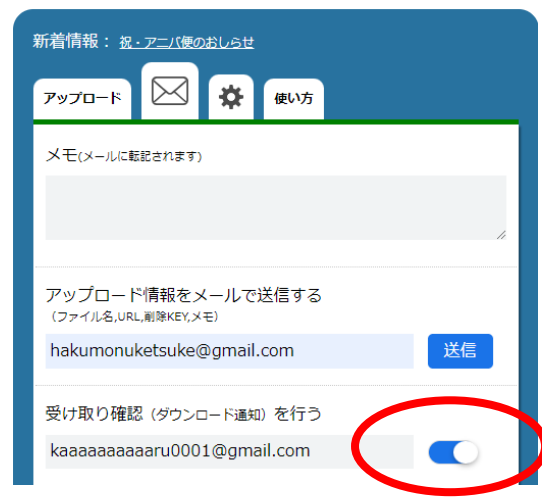 新着情報： 祝・アニバ便のおしらせ
アップロード 使い方
メモ(メールに転記されます)
アップロード情報をメールで送信する
（ファイル名,URL,削除KEY,メモ）
hakumonuketsuke@gmail.com 送信
受け取り確認（ダウンロード通知）を行う
kaaaaaaaaaaru0001@gmail.com